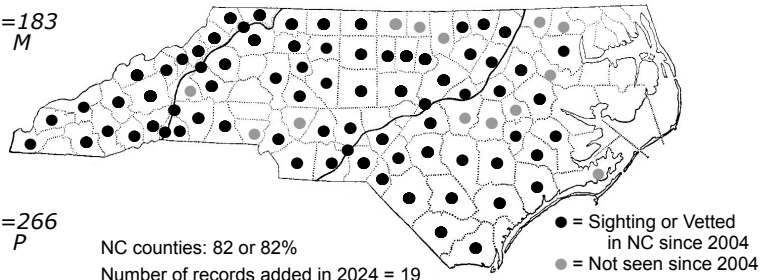 =183
M
=266
P
NC counties: 82 or 82%
Number of records added in 2024 = 19
● = Sighting or Vetted
in NC since 2004
● = Not seen since 2004